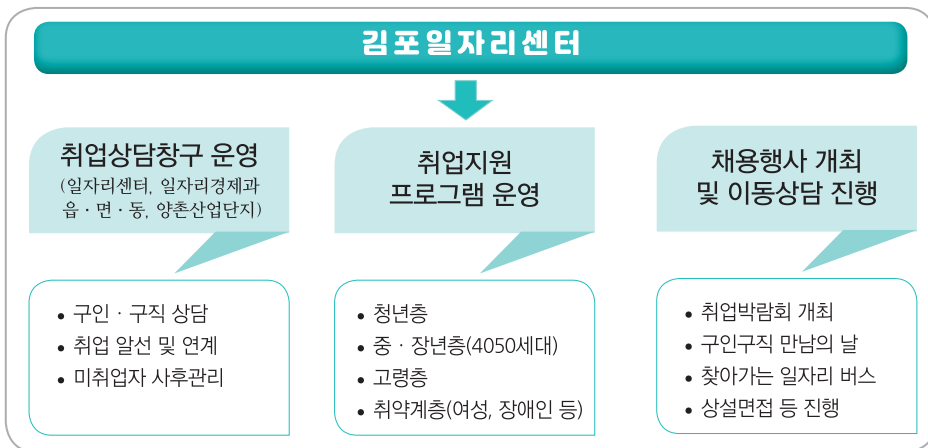 김포일자리센터
취업상담창구 운영
(일자리센터, 일자리경제과
읍·면·동, 양촌산업단지)
• 구인 · 구직 상담
• 취업 알선 및 연계
• 미취업자 사후관리
취업지원
프로그램 운영
• 청년층
• 중 · 장년층(4050세대)
• 고령층
• 취약계층(여성, 장애인 등)
채용행사 개최
및 이동상담 진행
• 취업박람회 개최
• 구인구직 만남의 날
• 찾아가는 일자리 버스
• 상설면접 등 진행